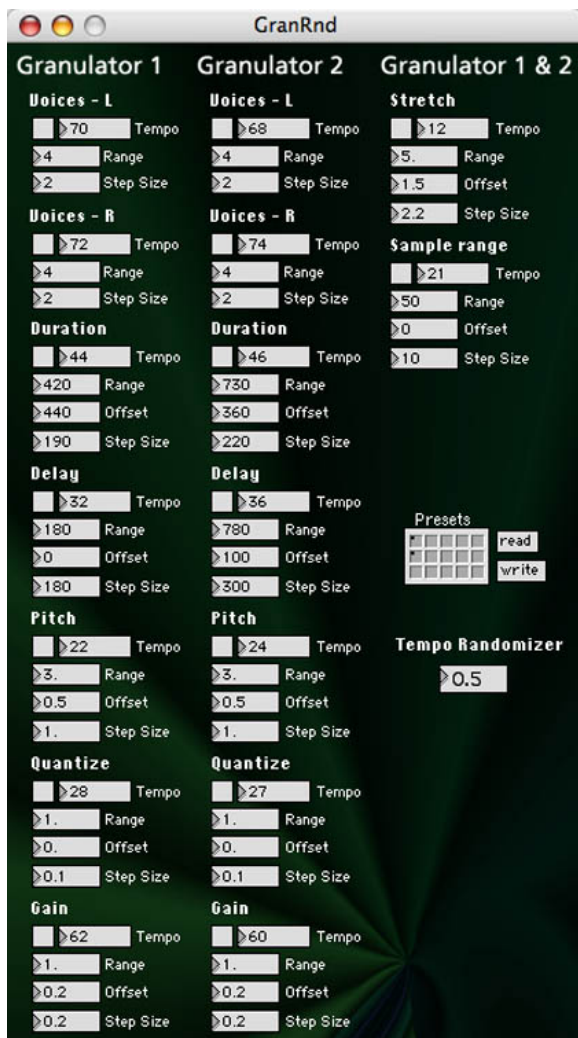 GranRnd
Granulator 1
Voices - L
70 Tempo
4 Range
2 Step Size
Voices - R
72 Tempo
4 Range
2 Step Size
Duration
44 Tempo
420 Range
440 Offset
190 Step Size
Delay
32 Tempo
180 Range
0 Offset
180 Step Size
Pitch
22 Tempo
3. Range
0.5 Offset
1. Step Size
Quantize
28 Tempo
1. Range
0. Offset
0.1 Step Size
Gain
62 Tempo
1. Range
0.2 Offset
0.2 Step Size
Granulator 2
Voices - L
68 Tempo
4 Range
2 Step Size
Voices - R
74 Tempo
4 Range
2 Step Size
Duration
46 Tempo
730 Range
360 Offset
220 Step Size
Delay
36 Tempo
780 Range
100 Offset
300 Step Size
Pitch
24 Tempo
3. Range
0.5 Offset
1. Step Size
Quantize
27 Tempo
1. Range
0. Offset
0.1 Step Size
Gain
60 Tempo
1. Range
0.2 Offset
0.2 Step Size
Granulator 1 & 2
Stretch
12 Tempo
5. Range
1.5 Offset
2.2 Step Size
Sample range
21 Tempo
50 Range
0 Offset
10 Step Size
Presets
read
write
Tempo Randomizer
0.5